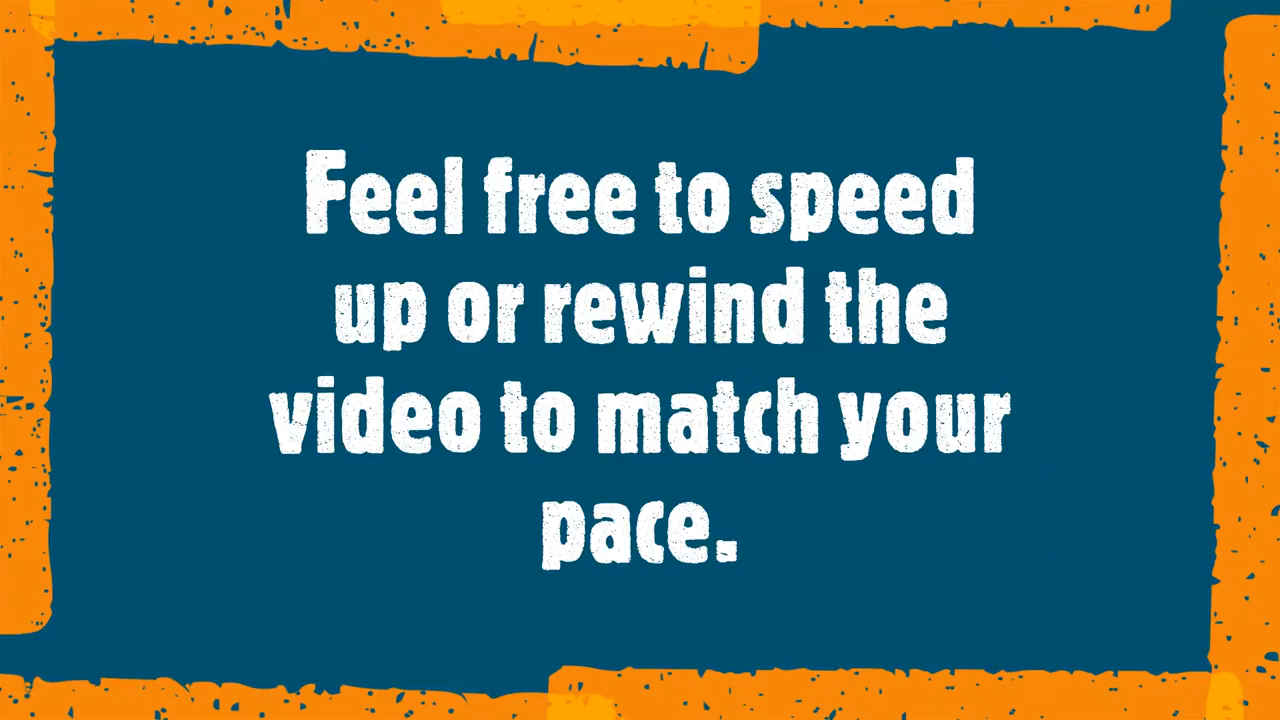 Feel free to speed
up or rewind the
video to match your
pace.